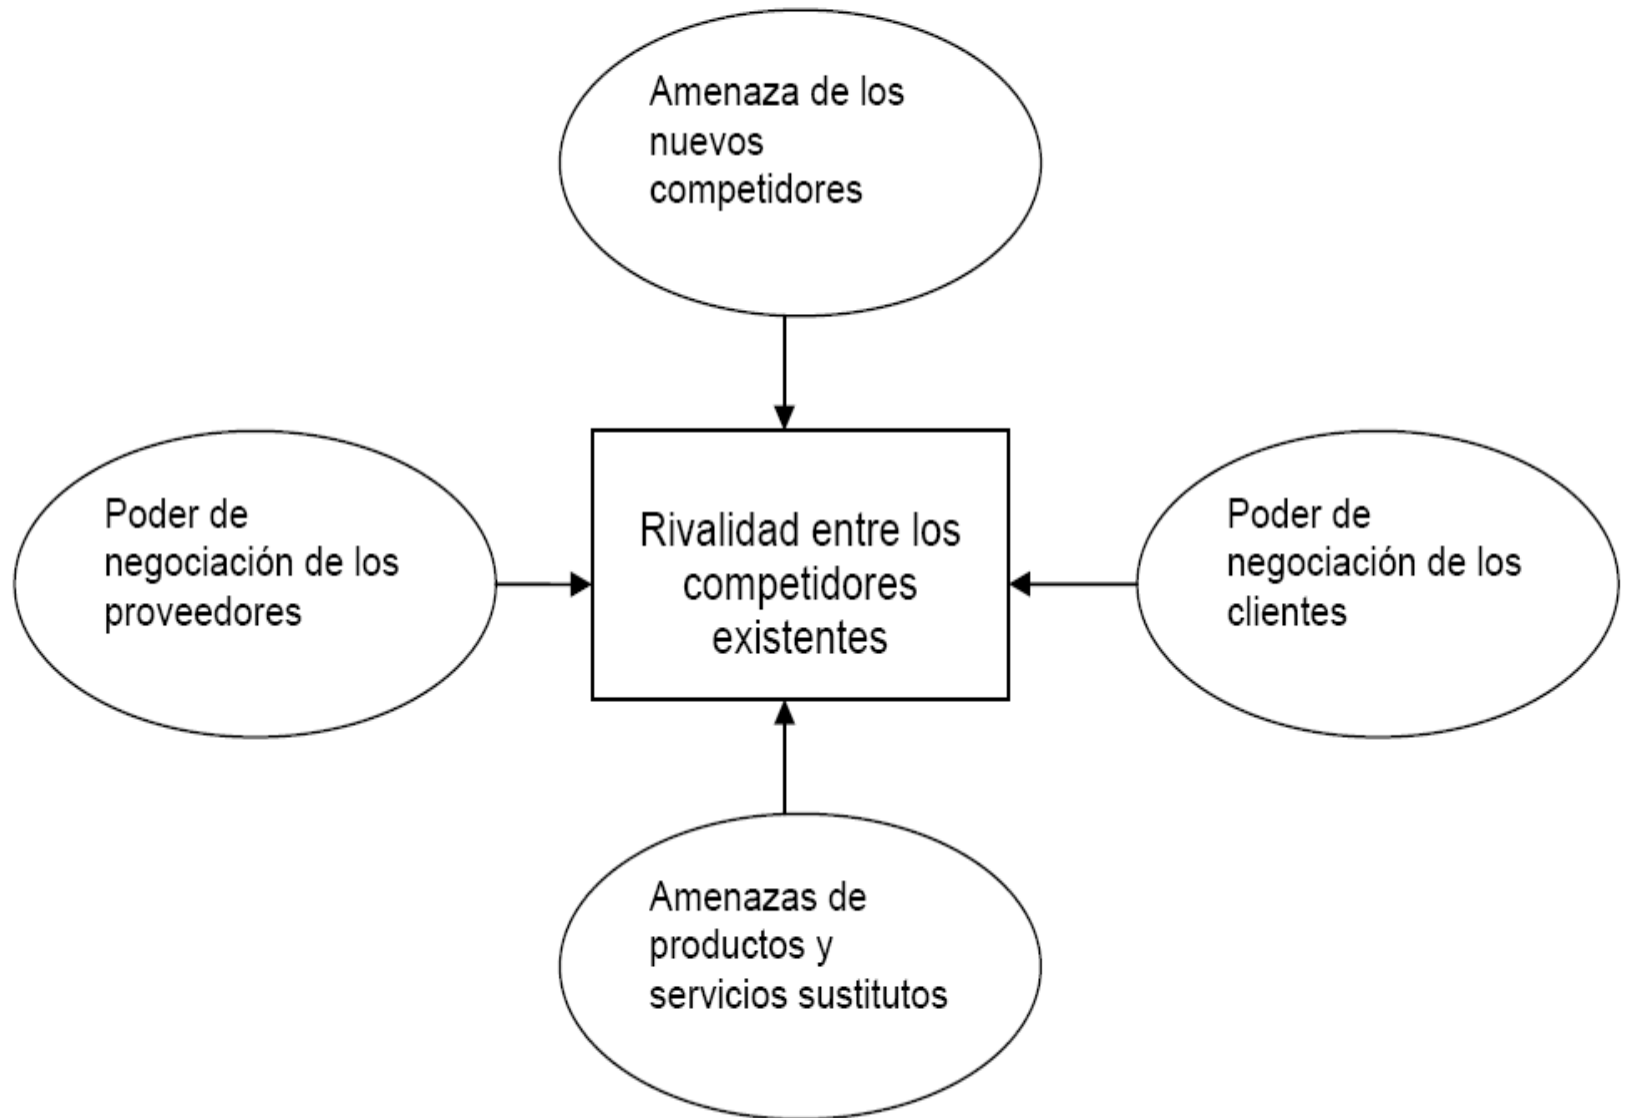 Amenaza de los
nuevos
competidores
Poder de
negociación de los
proveedores
Rivalidad entre los
competidores
existentes
Poder de
negociación de los
clientes
Amenazas de
productos y
servicios sustitutos